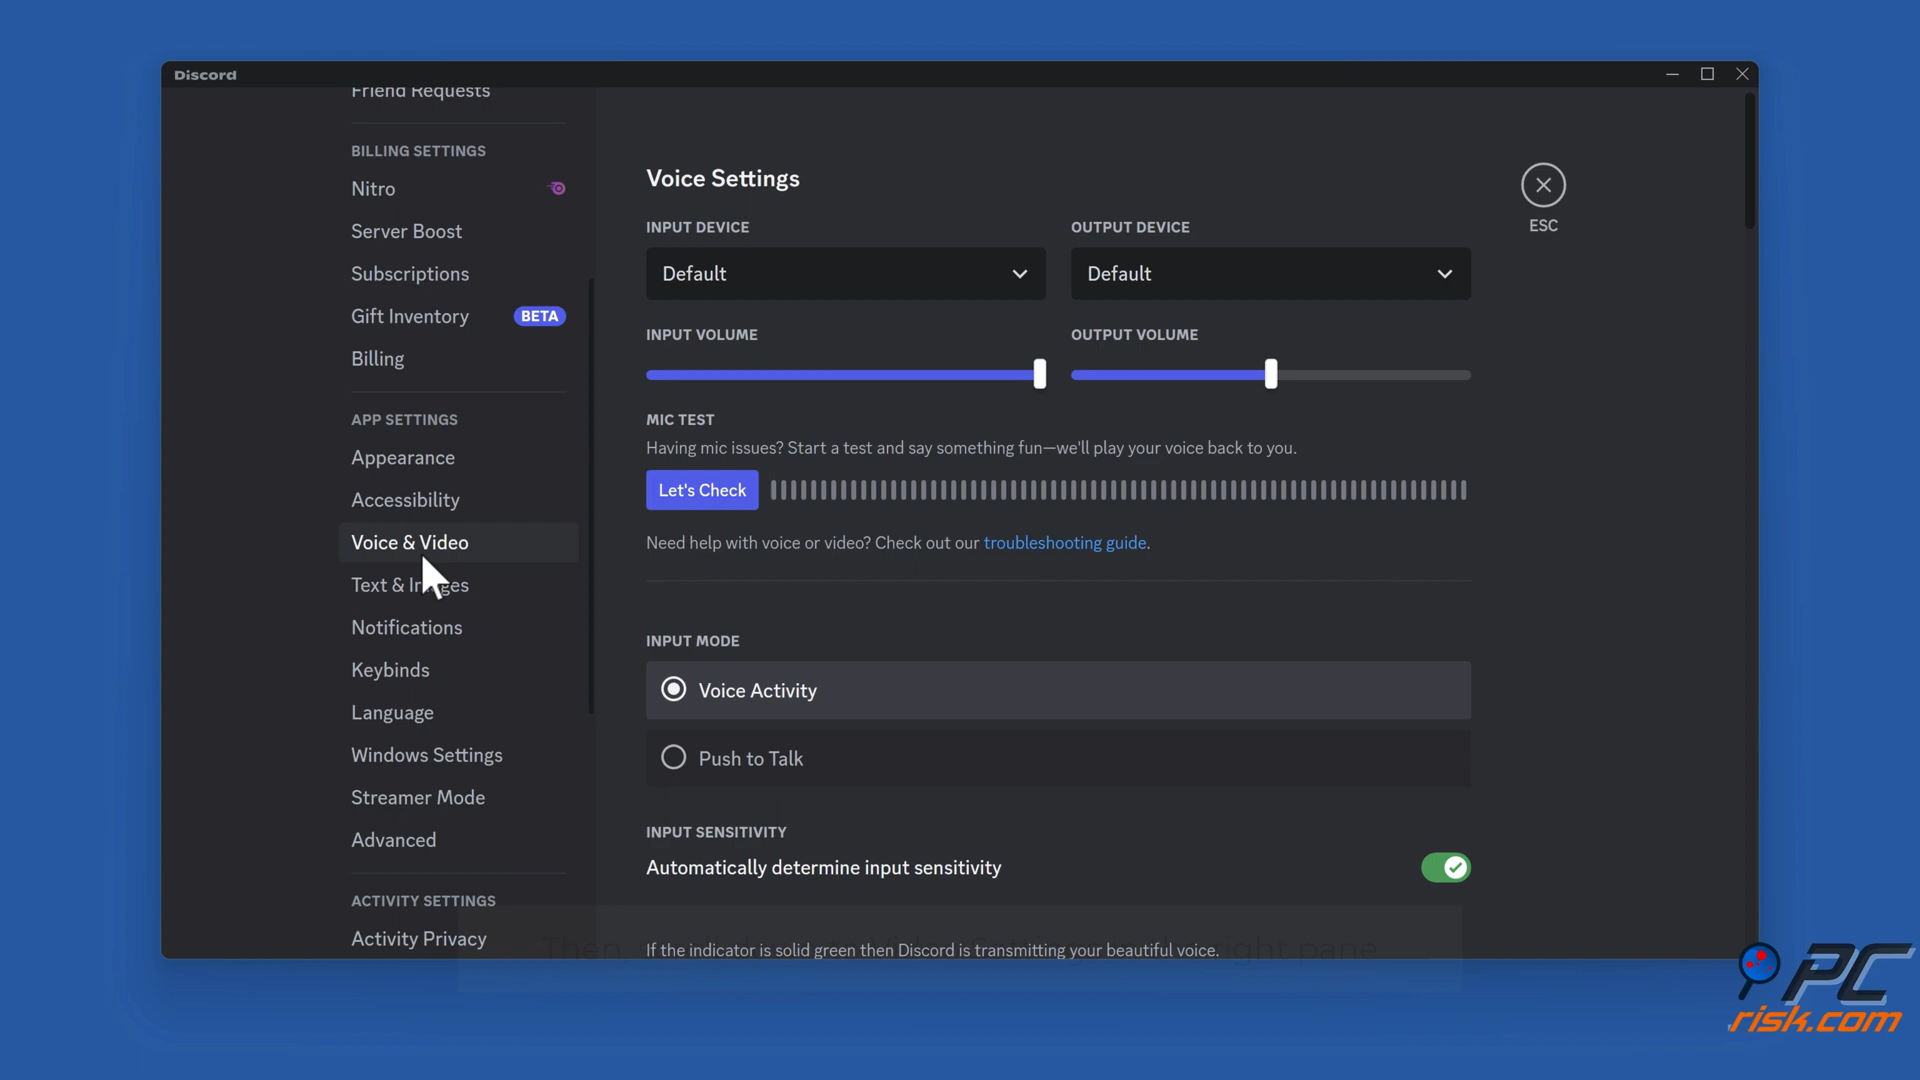 Discord
Friend Requests
BILLING SETTINGS
Nitro
Server Boost
Subscriptions
Gift Inventory BETA
Billing
APP SETTINGS
Appearance
Accessibility
Voice & Video
Text & Images
Notifications
Keybinds
Language
Windows Settings
Streamer Mode
Advanced
ACTIVITY SETTINGS
Activity Privacy
Voice Settings
ESC
INPUT DEVICE
OUTPUT DEVICE
Default
Default
INPUT VOLUME
OUTPUT VOLUME
MIC TEST
Having mic issues? Start a test and say something fun—we'll play your voice back to you.
Let's Check
Need help with voice or video? Check out our troubleshooting guide.
INPUT MODE
Voice Activity
Push to Talk
INPUT SENSITIVITY
Automatically determine input sensitivity
If the indicator is solid green then Discord is transmitting your beautiful voice.
Then, right pane
PC
risk.com